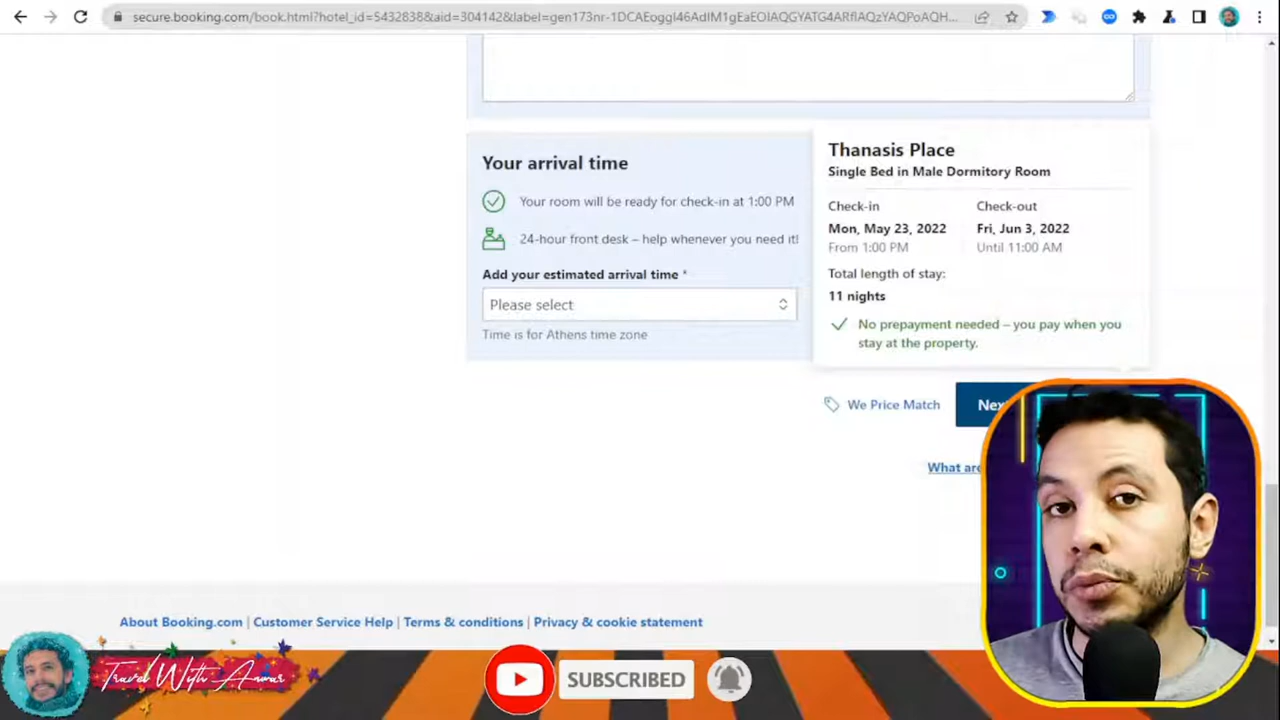 secure.booking.com/book.html?hotel_id=5432838&aid=304142&label=gen173nr-1DCAEoggI46AdIM1gEaEOIAQGYATG4ARfIAQzYAQPoAQH...
Your arrival time
Your room will be ready for check-in at 1:00 PM
24-hour front desk – help whenever you need it!
Add your estimated arrival time *
Please select
Time is for Athens time zone
Thanasis Place
Single Bed in Male Dormitory Room
Check-in
Check-out
Mon, May 23, 2022
Fri, Jun 3, 2022
From 1:00 PM
Until 11:00 AM
Total length of stay:
11 nights
No prepayment needed – you pay when you
stay at the property.
We Price Match
What are
About Booking.com | Customer Service Help | Terms & conditions | Privacy & cookie statement
Travel With Anwar
SUBSCRIBED